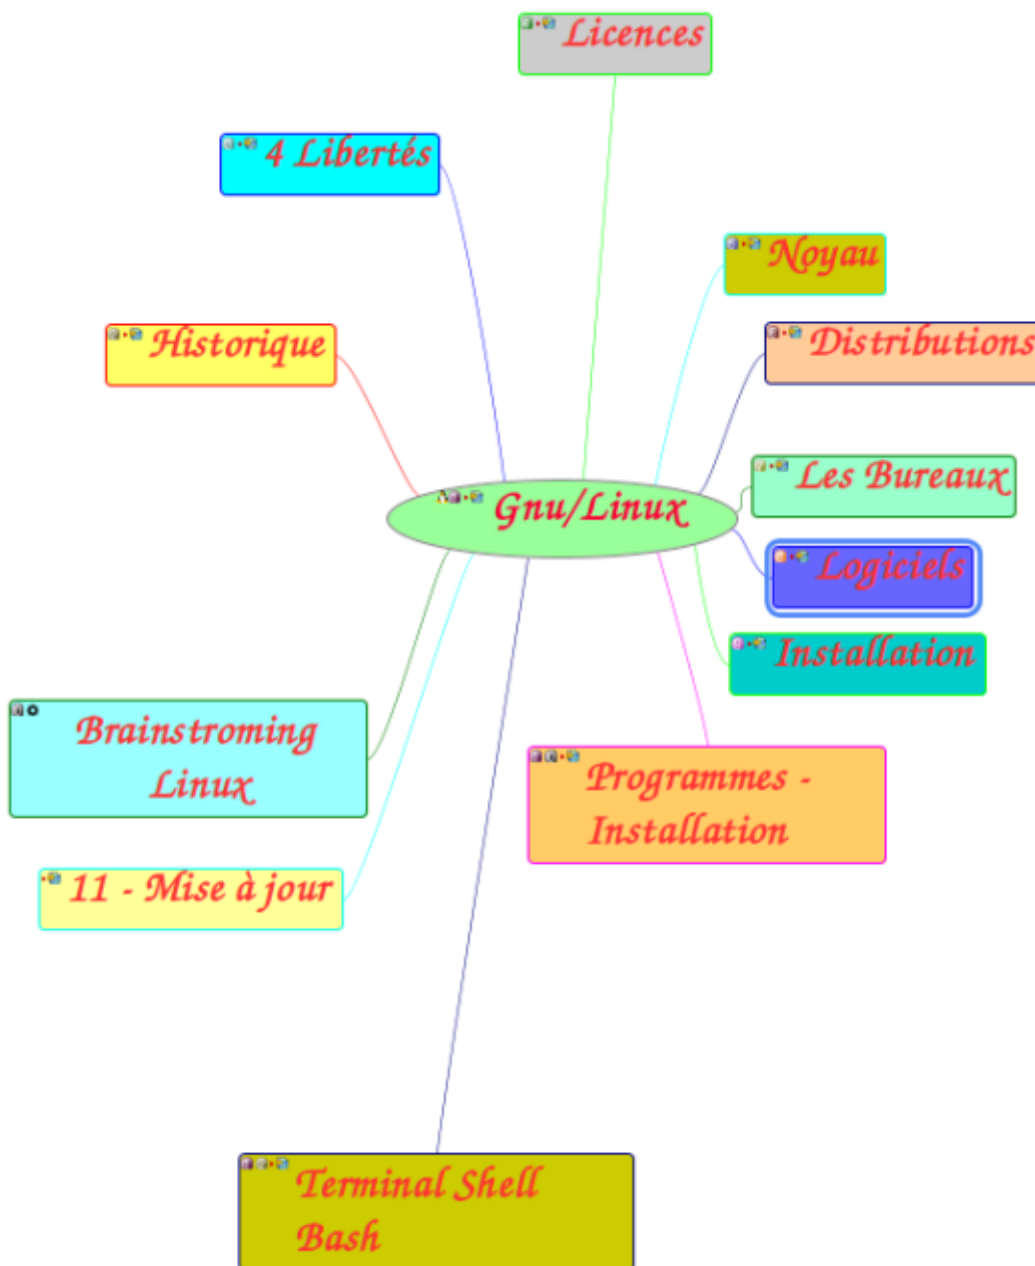 Licences
4 Libertés
Noyau
Historique
Distributions
Les Bureaux
Gnu/Linux
Logiciels
Installation
Brainstroming
Linux
Programmes -
Installation
11 - Mise à jour
Terminal Shell
Bash